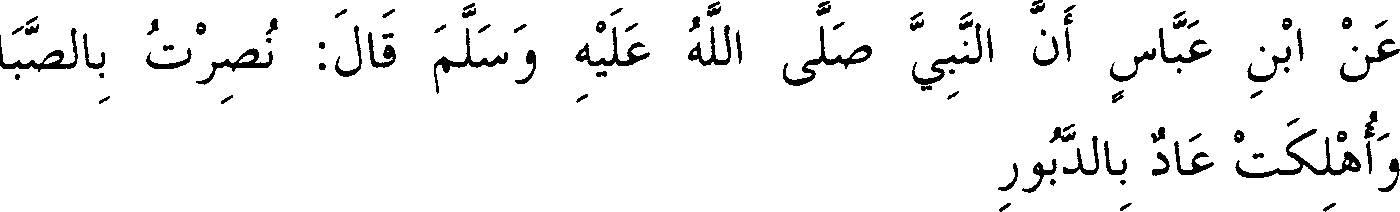 عَنْ ابْنِ عَبَّاسٍ أَنَّ النَّبِيَّ صَلَّى اللَّهُ عَلَيْهِ وَسَلَّمَ قَالَ: نُصِرْتُ بِالصَّبَا
وَأُهْلِكَتْ عَادٌ بِالدَّبُورِ